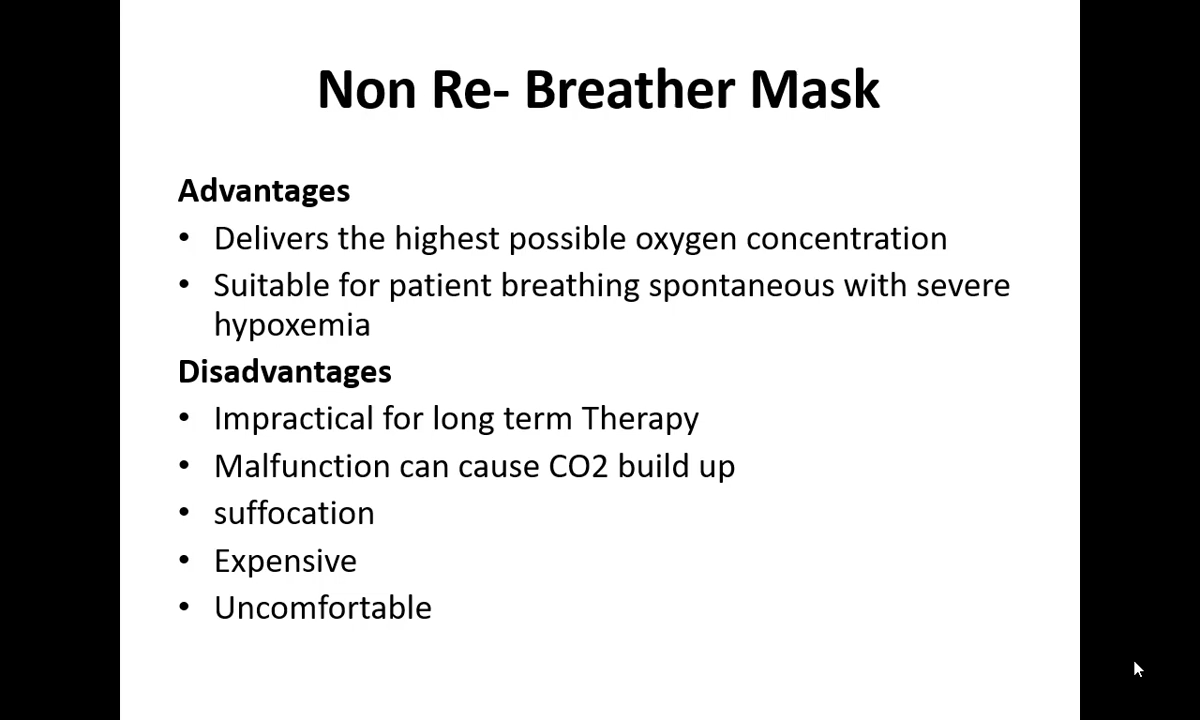 Non Re- Breather Mask
Advantages
• Delivers the highest possible oxygen concentration
• Suitable for patient breathing spontaneous with severe
hypoxemia
Disadvantages
• Impractical for long term Therapy
• Malfunction can cause CO2 build up
• suffocation
• Expensive
• Uncomfortable